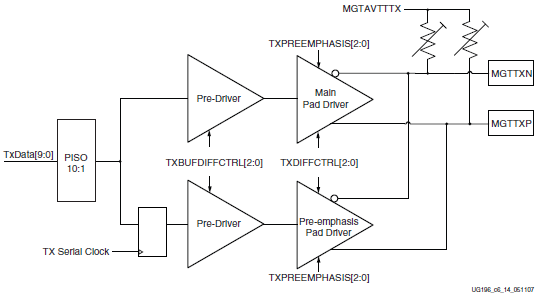 MGTAVTTTX
TXPREEMPHASIS[2:0]
MGTTXN
Pre-Driver
Main
Pad Driver
MGTTXP
TxData[9:0]
PISO
10:1
TXBUFDIFFCTRL[2:0]
TXDIFFCTRL[2:0]
Pre-Driver
Pre-emphasis
Pad Driver
TX Serial Clock
TXPREEMPHASIS[2:0]
UG196_c6_14_051107